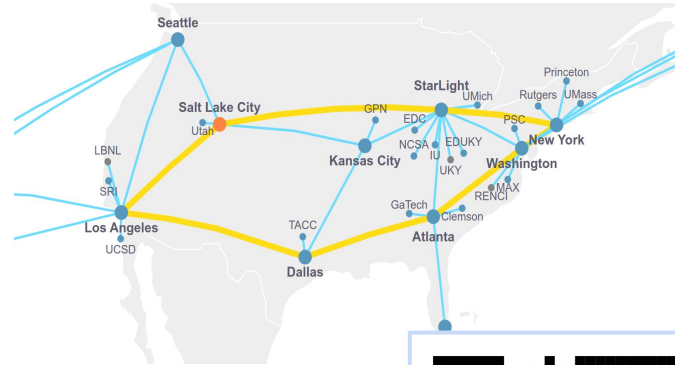 Seattle
Princeton
StarLight
UMich
Rutgers
UMass
Salt Lake City
GPN
EDC
PSC
Utah
New York
NCSA
EDUKY
IU
Kansas City
Washington
LBNL
UKY
MAX
SRI
RENCI
GaTech
Clemson
Los Angeles
TACC
Atlanta
UCSD
Dallas